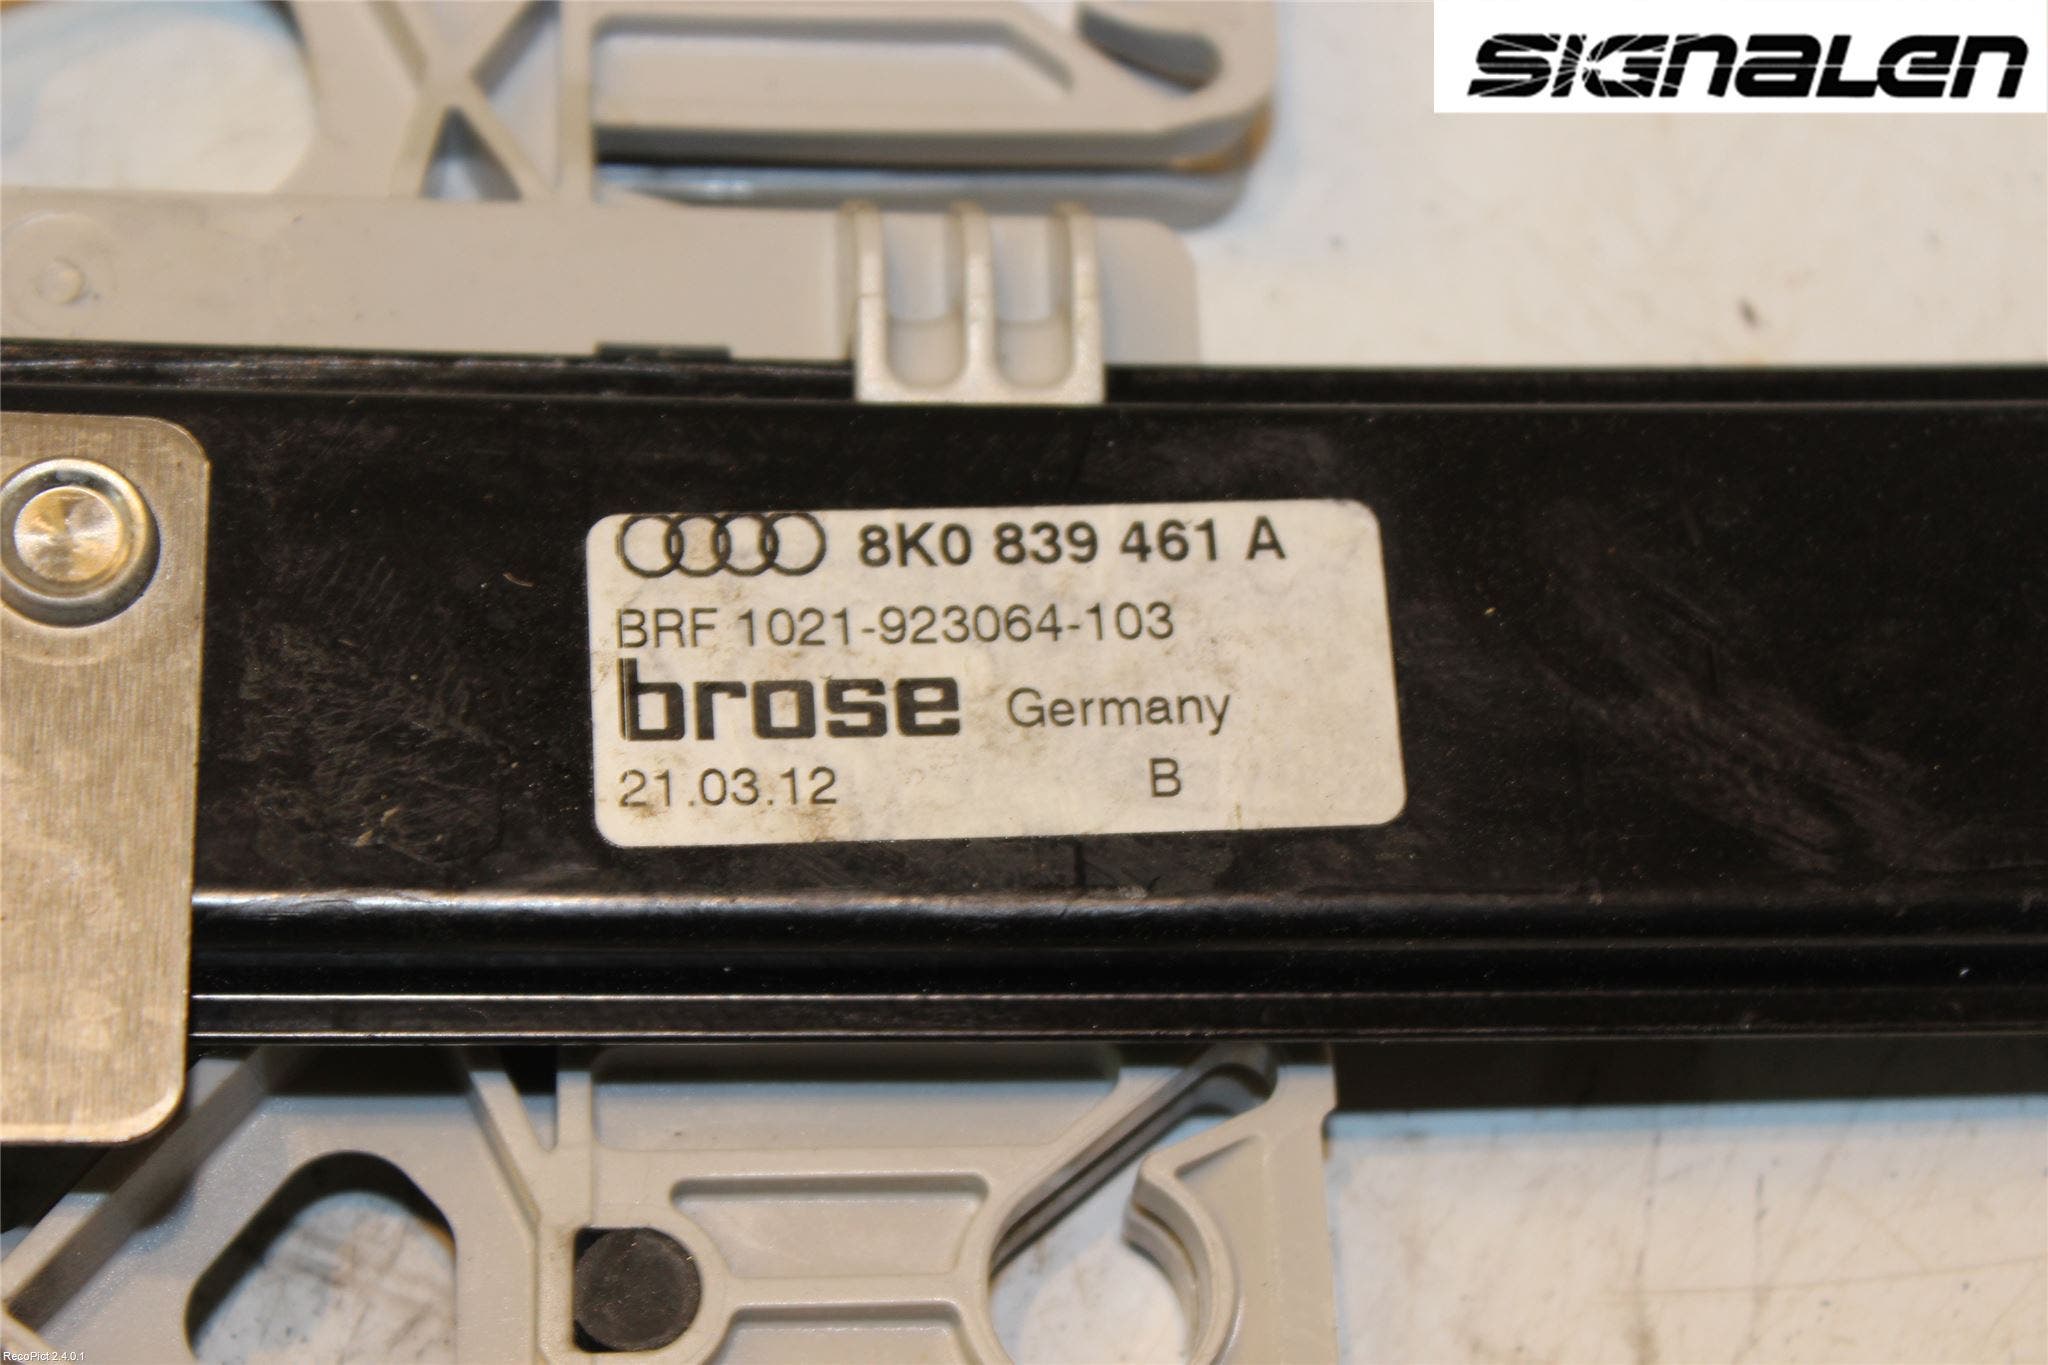 SIGNALEN
8K0 839 461 A
BRF 1021-923064-103
brose Germany
21.03.12 B
RecoPict 2.4.0.1